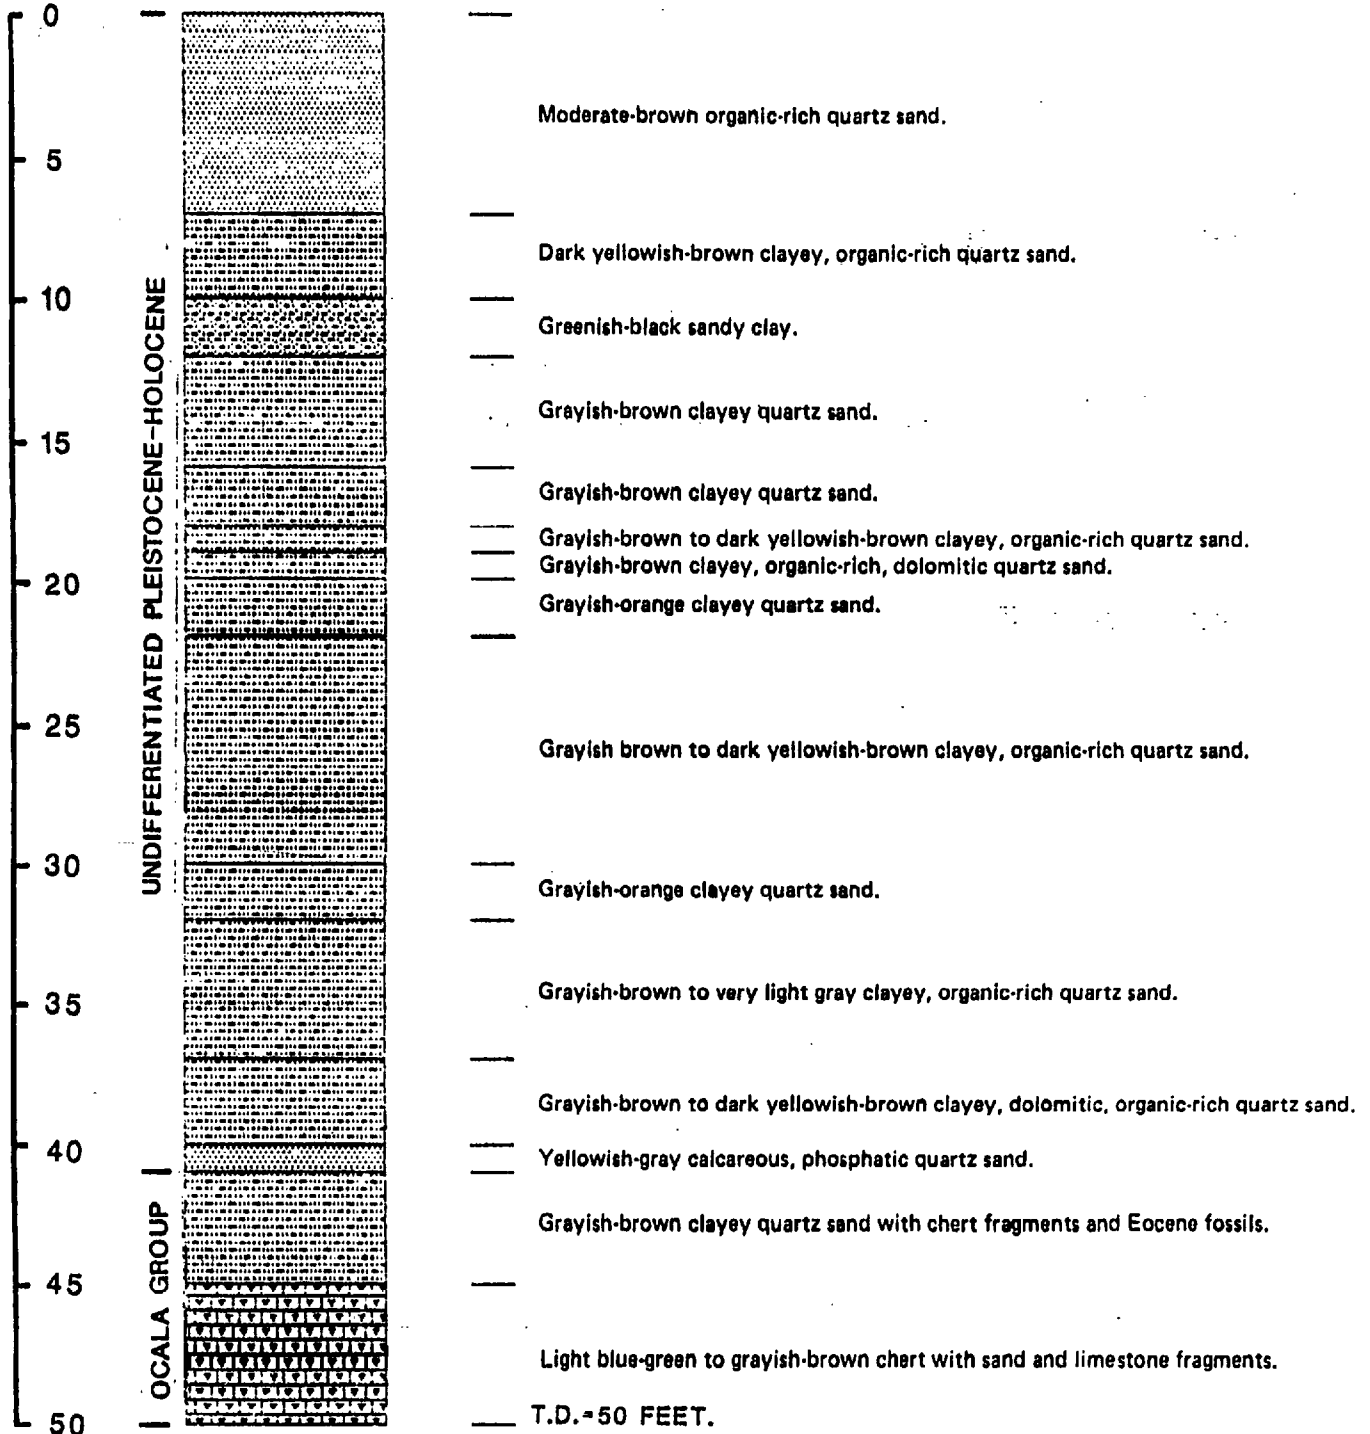 0
Moderate-brown organic-rich quartz sand.
5
Dark yellowish-brown clayey, organic-rich quartz sand.
10
Greenish-black sandy clay.
Grayish-brown clayey quartz sand.
15
Grayish-brown clayey quartz sand.
Grayish-brown to dark yellowish-brown clayey, organic-rich quartz sand.
Grayish-brown clayey, organic-rich, dolomitic quartz sand.
20
Grayish-orange clayey quartz sand.
UNDIFFERENTIATED PLEISTOCENE-HOLOCENE
25
Grayish brown to dark yellowish-brown clayey, organic-rich quartz sand.
30
Grayish-orange clayey quartz sand.
35
Grayish-brown to very light gray clayey, organic-rich quartz sand.
Grayish-brown to dark yellowish-brown clayey, dolomitic, organic-rich quartz sand.
40
Yellowish-gray calcareous, phosphatic quartz sand.
Grayish-brown clayey quartz sand with chert fragments and Eocene fossils.
OCALA GROUP
45
Light blue-green to grayish-brown chert with sand and limestone fragments.
50
T.D.=50 FEET.